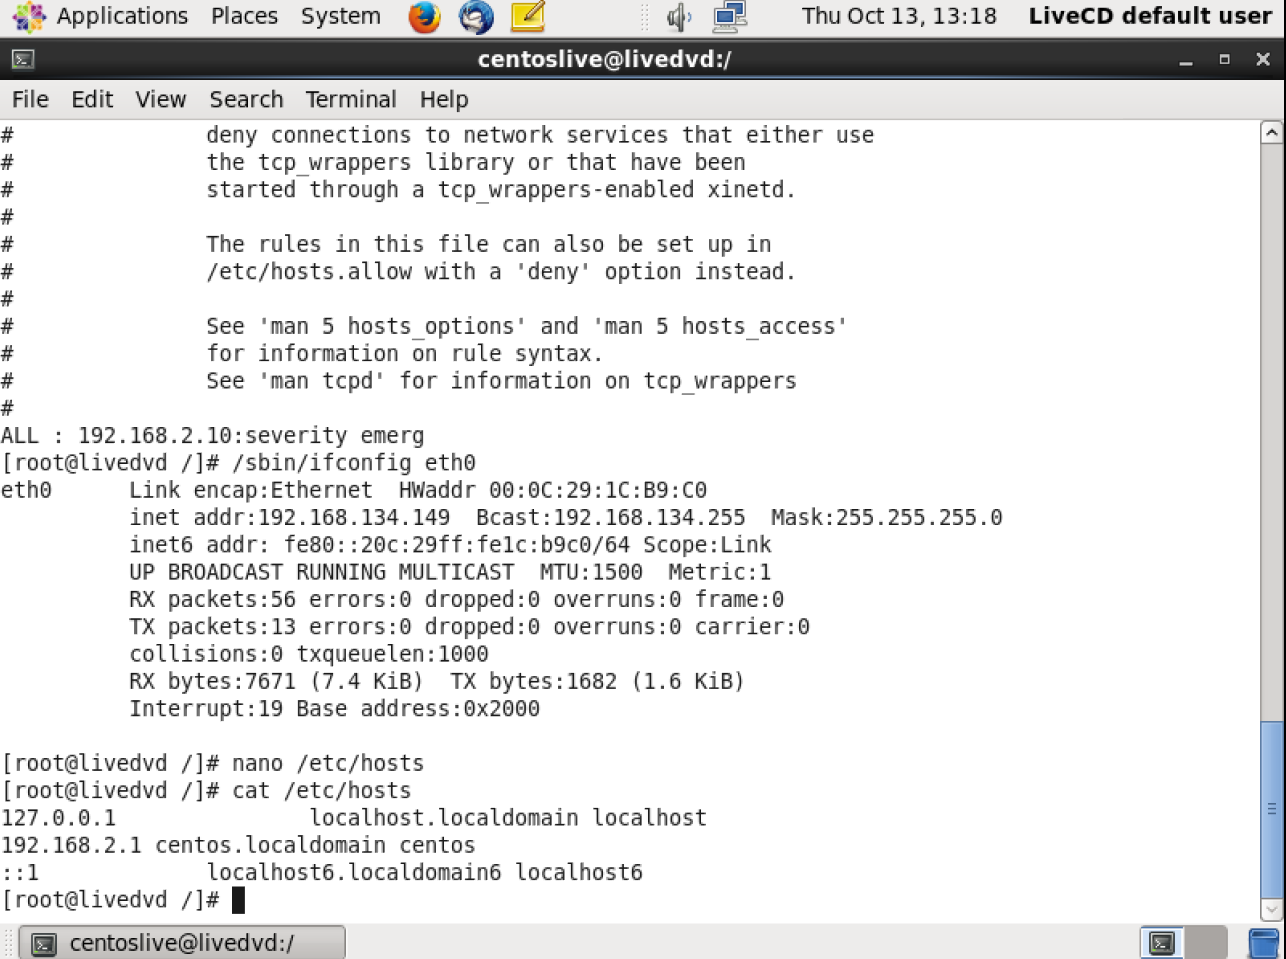 Applications Places System Thu Oct 13, 13:18 LiveCD default user
centoslive@livedvd:/
File Edit View Search Terminal Help
# deny connections to network services that either use
# the tcp_wrappers library or that have been
# started through a tcp_wrappers-enabled xinetd.
#
# The rules in this file can also be set up in
# /etc/hosts.allow with a 'deny' option instead.
#
# See 'man 5 hosts_options' and 'man 5 hosts_access'
# for information on rule syntax.
# See 'man tcpd' for information on tcp_wrappers
#
ALL : 192.168.2.10:severity emerg
[root@livedvd /]# /sbin/ifconfig eth0
eth0 Link encap:Ethernet HWaddr 00:0C:29:1C:B9:C0
inet addr:192.168.134.149 Bcast:192.168.134.255 Mask:255.255.255.0
inet6 addr: fe80::20c:29ff:fe1c:b9c0/64 Scope:Link
UP BROADCAST RUNNING MULTICAST MTU:1500 Metric:1
RX packets:56 errors:0 dropped:0 overruns:0 frame:0
TX packets:13 errors:0 dropped:0 overruns:0 carrier:0
collisions:0 txqueuelen:1000
RX bytes:7671 (7.4 KiB) TX bytes:1682 (1.6 KiB)
Interrupt:19 Base address:0x2000
[root@livedvd /]# nano /etc/hosts
[root@livedvd /]# cat /etc/hosts
127.0.0.1 localhost.localdomain localhost
192.168.2.1 centos.localdomain centos
::1 localhost6.localdomain6 localhost6
[root@livedvd /]#
centoslive@livedvd:/